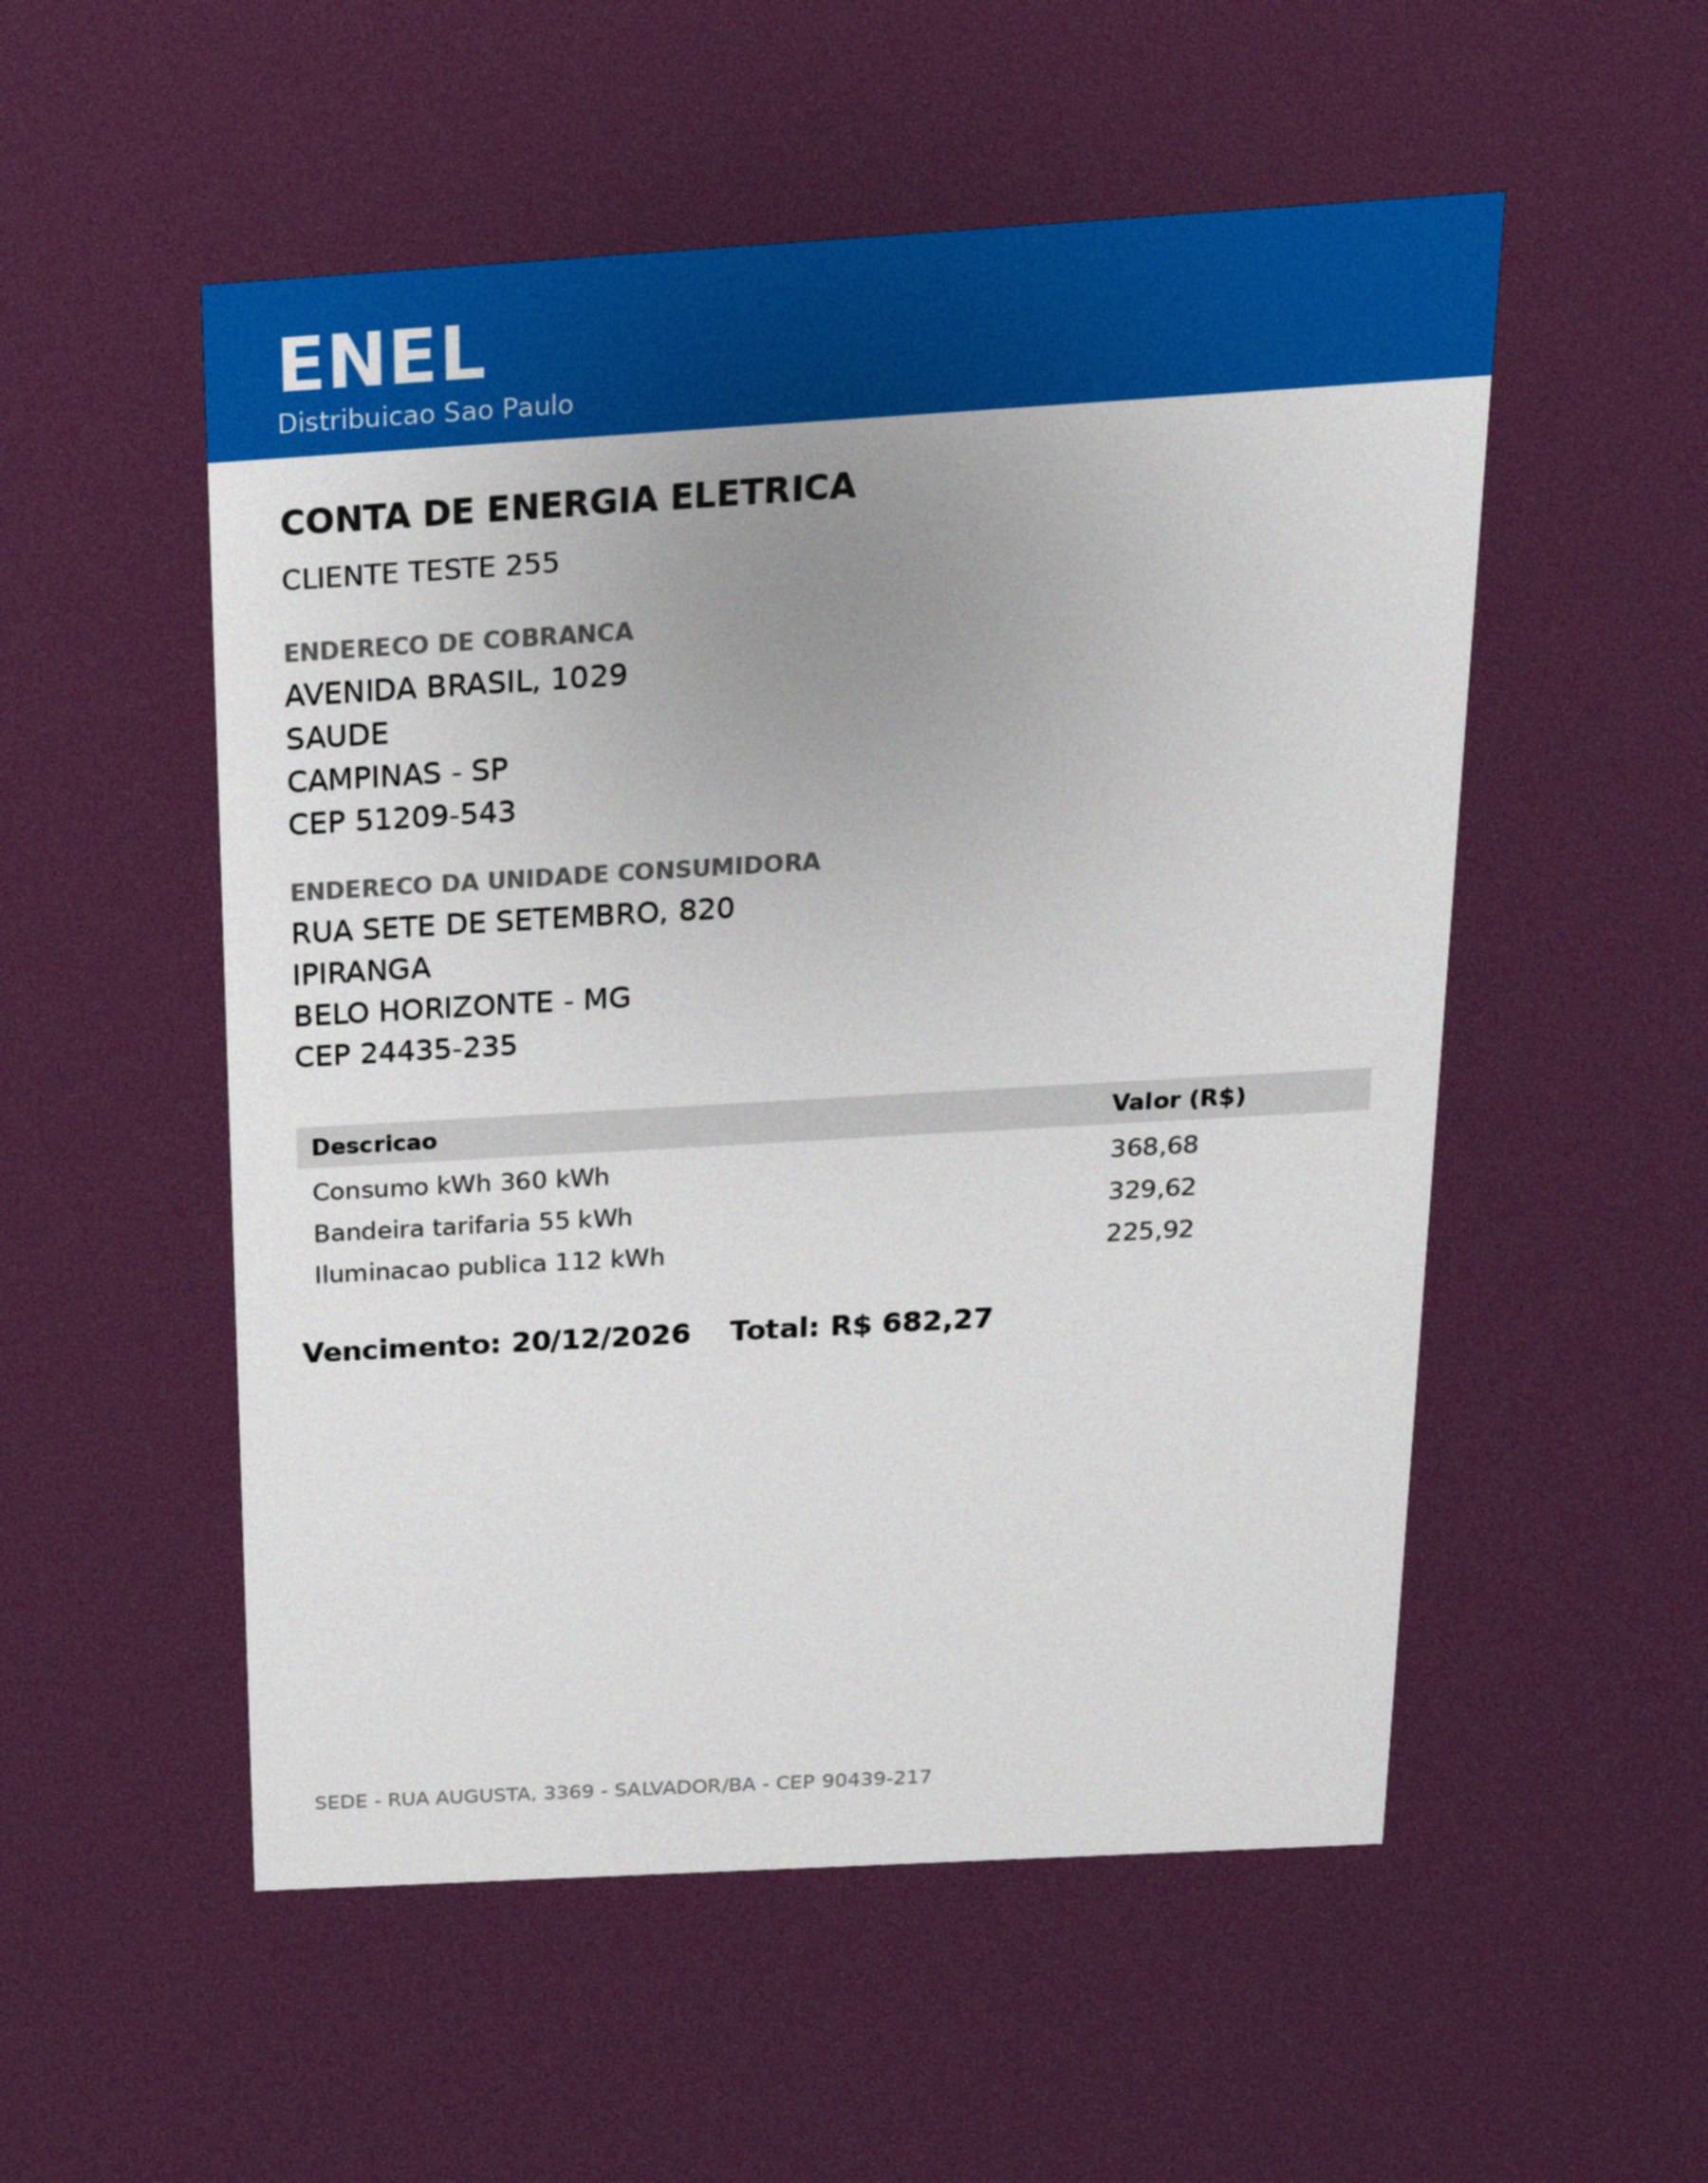 ENEL
Distribuicao Sao Paulo
CONTA DE ENERGIA ELETRICA
CLIENTE TESTE 255
ENDERECO DE COBRANCA
AVENIDA BRASIL, 1029
SAUDE
CAMPINAS - SP
CEP 51209-543
ENDERECO DA UNIDADE CONSUMIDORA
RUA SETE DE SETEMBRO, 820
IPIRANGA
BELO HORIZONTE - MG
CEP 24435-235
Descricao Valor (R$)
Consumo kWh 360 kWh 368,68
Bandeira tarifaria 55 kWh 329,62
Iluminacao publica 112 kWh 225,92
Vencimento: 20/12/2026 Total: R$ 682,27
SEDE - RUA AUGUSTA, 3369 - SALVADOR/BA - CEP 90439-217